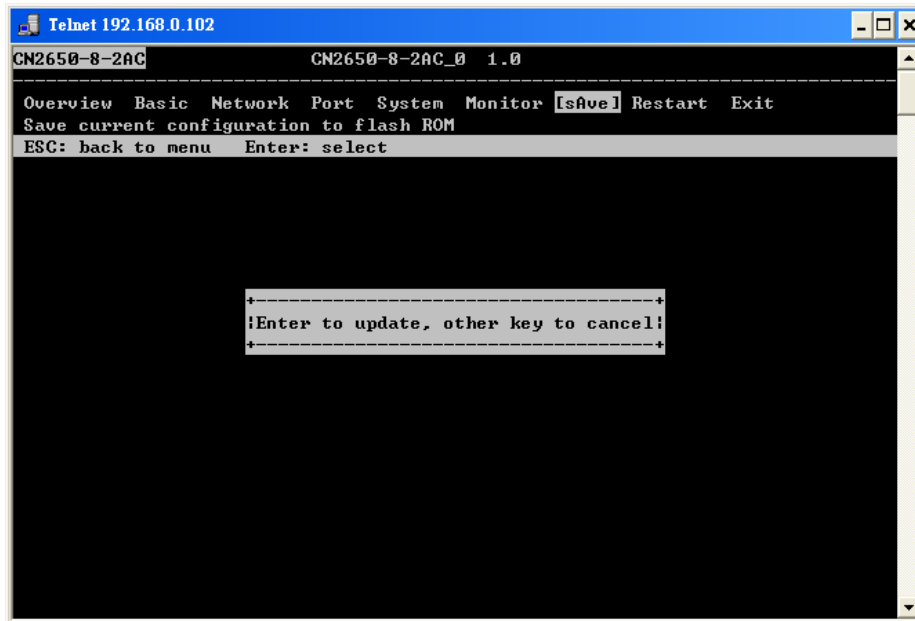 Telnet 192.168.0.102
CN2650-8-2AC CN2650-8-2AC_0 1.0
--------------------------------------------------------------------------------
Overview Basic Network Port System Monitor [sAve] Restart Exit
Save current configuration to flash ROM
ESC: back to menu Enter: select
+------------------------------------+
|Enter to update, other key to cancel|
+------------------------------------+